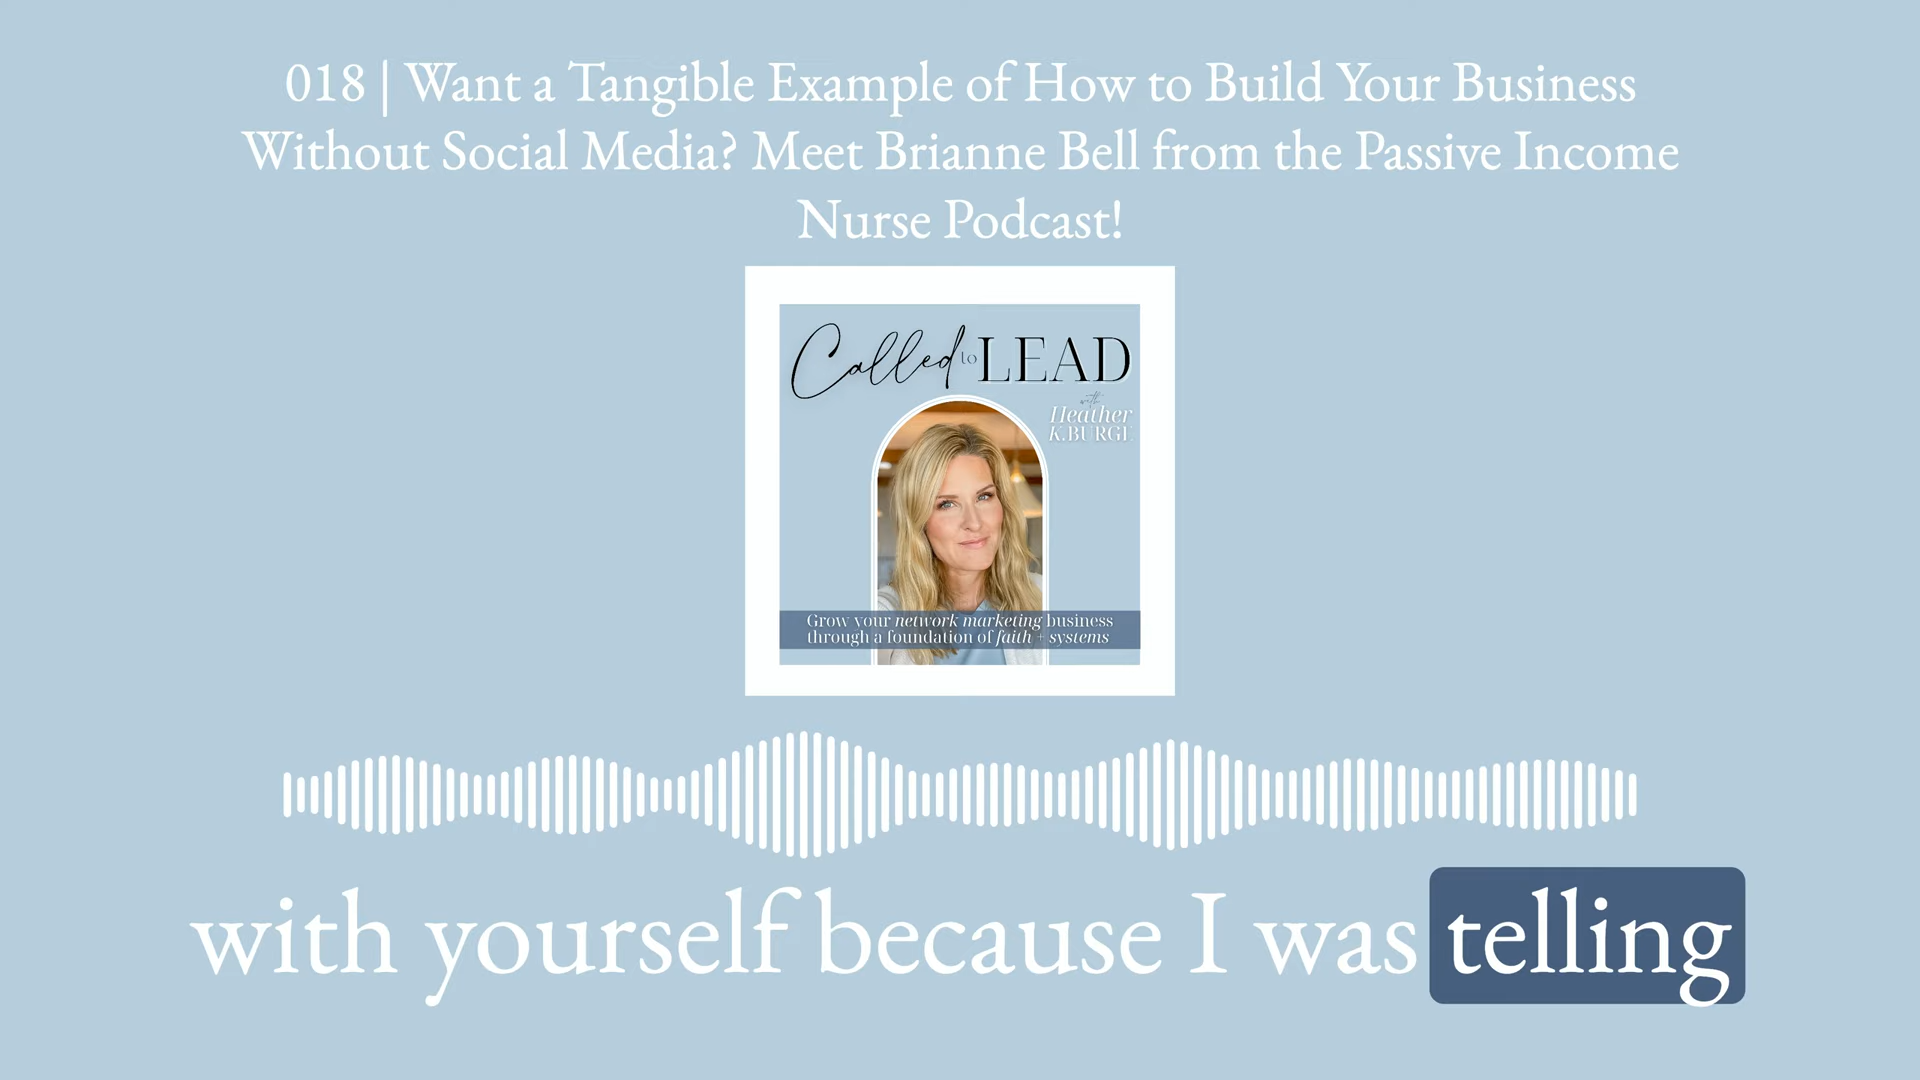 018 | Want a Tangible Example of How to Build Your Business
Without Social Media? Meet Brianne Bell from the Passive Income
Nurse Podcast!
Called to LEAD
with
Heather
K.BURGE
Grow your network marketing business
through a foundation of faith + systems
with yourself because I was telling